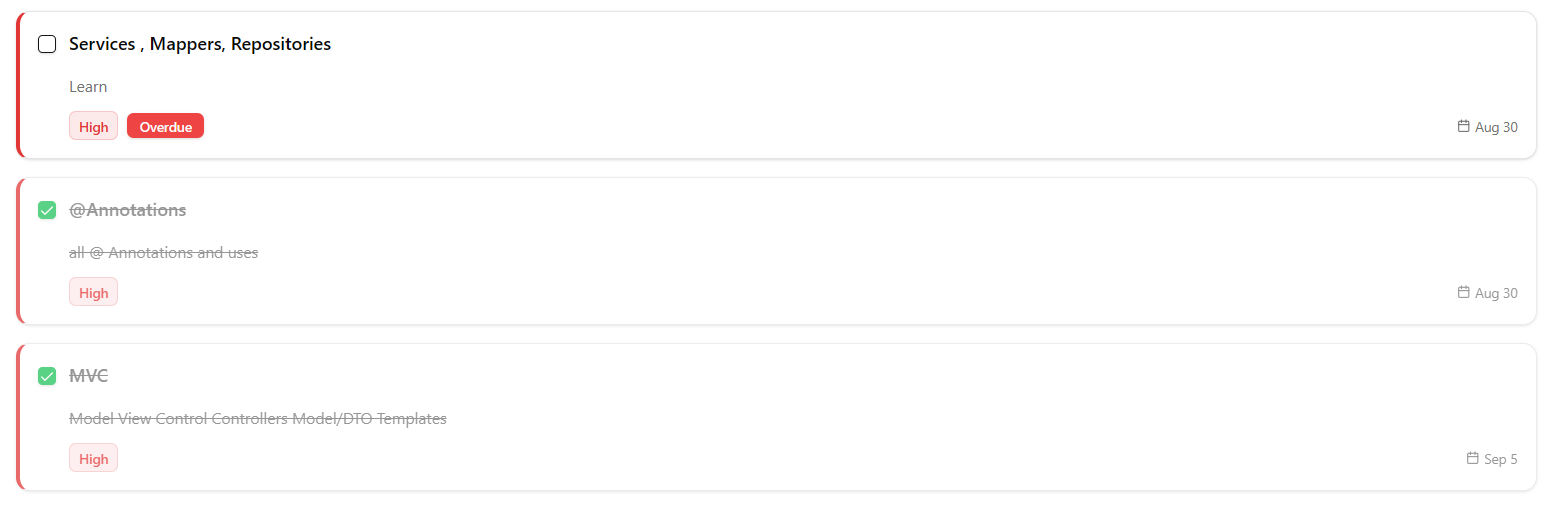 Services , Mappers, Repositories
Learn
High Overdue Aug 30
@Annotations
all @ Annotations and uses
High Aug 30
MVC
Model View Control Controllers Model/DTO Templates
High Sep 5